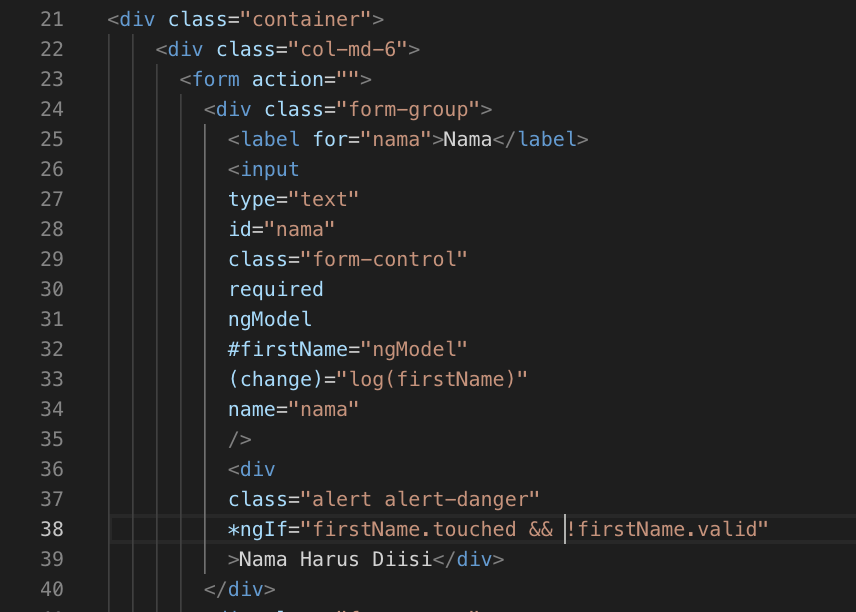 21 <div class="container">
22 <div class="col-md-6">
23 <form action="">
24 <div class="form-group">
25 <label for="nama">Nama</label>
26 <input
27 type="text"
28 id="nama"
29 class="form-control"
30 required
31 ngModel
32 #firstName="ngModel"
33 (change)="log(firstName)"
34 name="nama"
35 />
36 <div
37 class="alert alert-danger"
38 *ngIf="firstName.touched && !firstName.valid"
39 >Nama Harus Diisi</div>
40 </div>